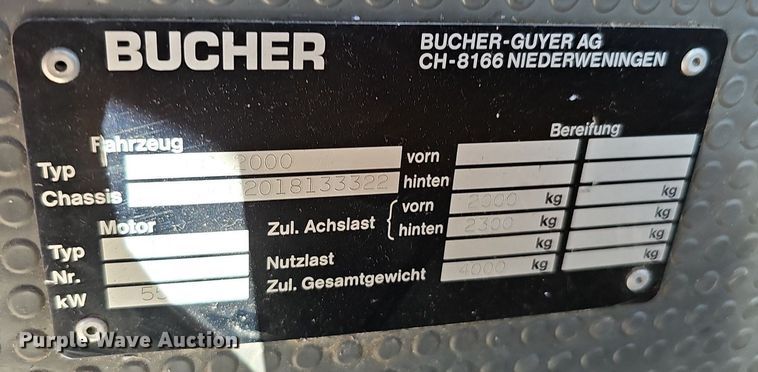 BUCHER
BUCHER-GUYER AG
CH-8166 NIEDERWENINGEN
Fahrzeug
Bereifung
Typ 2000 vorn
Chassis 2018133322 hinten kg
Motor Zul. Achslast vorn 2000 kg kg
Typ hinten 2300 kg kg
Nr. Nutzlast kg kg
kW Zul. Gesamtgewicht 4000 kg kg
Purple Wave Auction